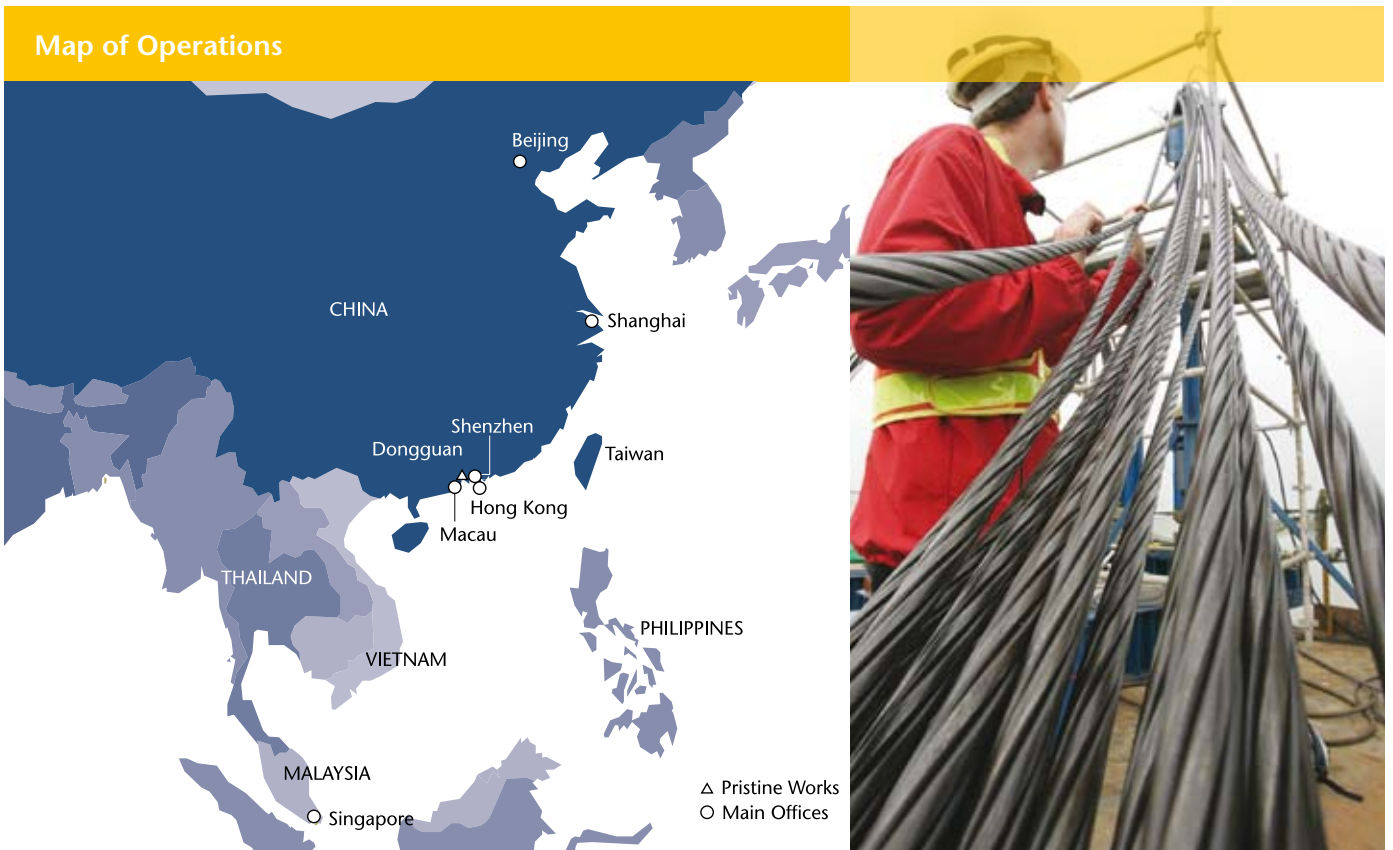 Map of Operations
Beijing
CHINA
Shanghai
Shenzhen
Dongguan
Taiwan
Hong Kong
Macau
THAILAND
PHILIPPINES
VIETNAM
MALAYSIA
Pristine Works
Main Offices
Singapore